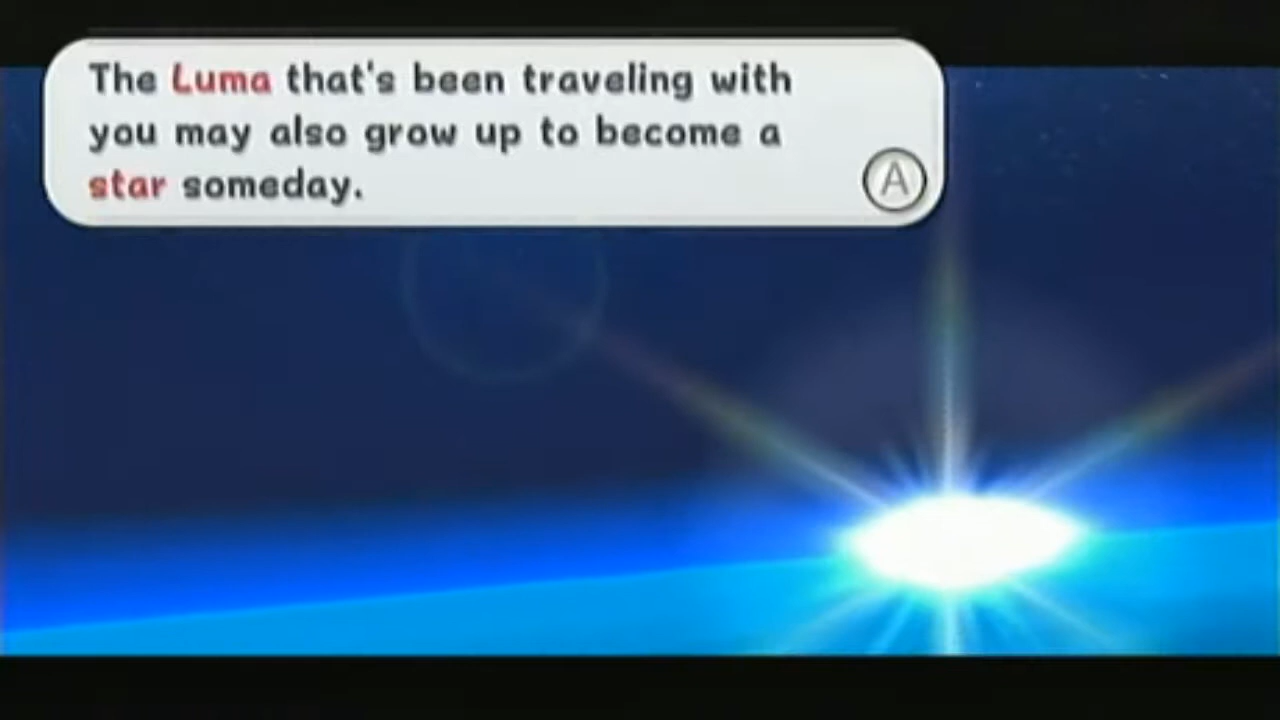 The Luma that's been traveling with
you may also grow up to become a
star someday.
A